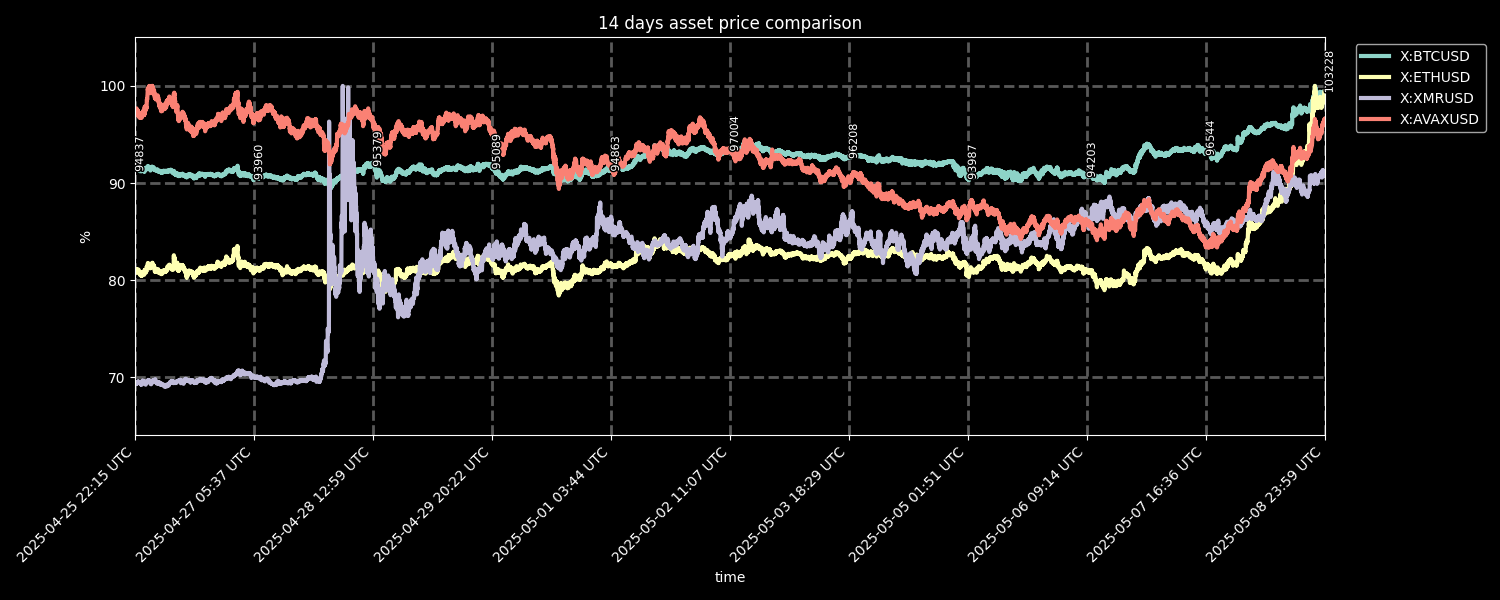 14 days asset price comparison
X:BTCUSD
X:ETHUSD
X:XMRUSD
X:AVAXUSD
%
100
90
80
70
94837
93960
95379
95089
94863
97004
96208
93987
94203
96544
103228
2025-04-25 22:15 UTC
2025-04-27 05:37 UTC
2025-04-28 12:59 UTC
2025-04-29 20:22 UTC
2025-05-01 03:44 UTC
2025-05-02 11:07 UTC
2025-05-03 18:29 UTC
2025-05-05 01:51 UTC
2025-05-06 09:14 UTC
2025-05-07 16:36 UTC
2025-05-08 23:59 UTC
time